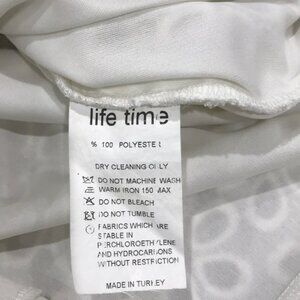 life time
% 100 POLYESTER
DRY CLEANING ONLY
DO NOT MACHINE WASH
WARM IRON 150 MAX
DO NOT BLEACH
DO NOT TUMBLE
FABRICS WHICH ARE
STABLE IN
PERCHLOROETHYLENE
AND HYDROCARBONS
WITHOUT RESTRICTION
MADE IN TURKEY